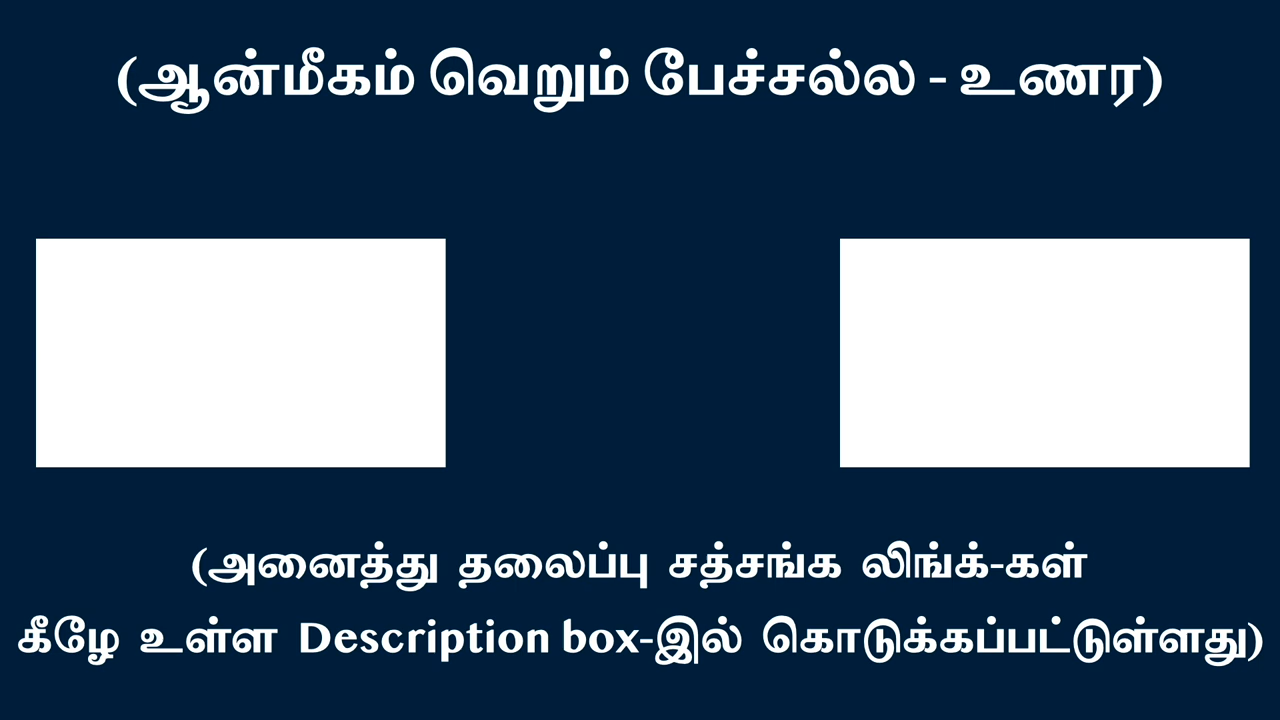 (ஆன்மீகம் வெறும் பேச்சல்ல - உணர)
(அனைத்து தலைப்பு சத்சங்க லிங்க்-கள்
கீழே உள்ள Description box-இல் கொடுக்கப்பட்டுள்ளது)